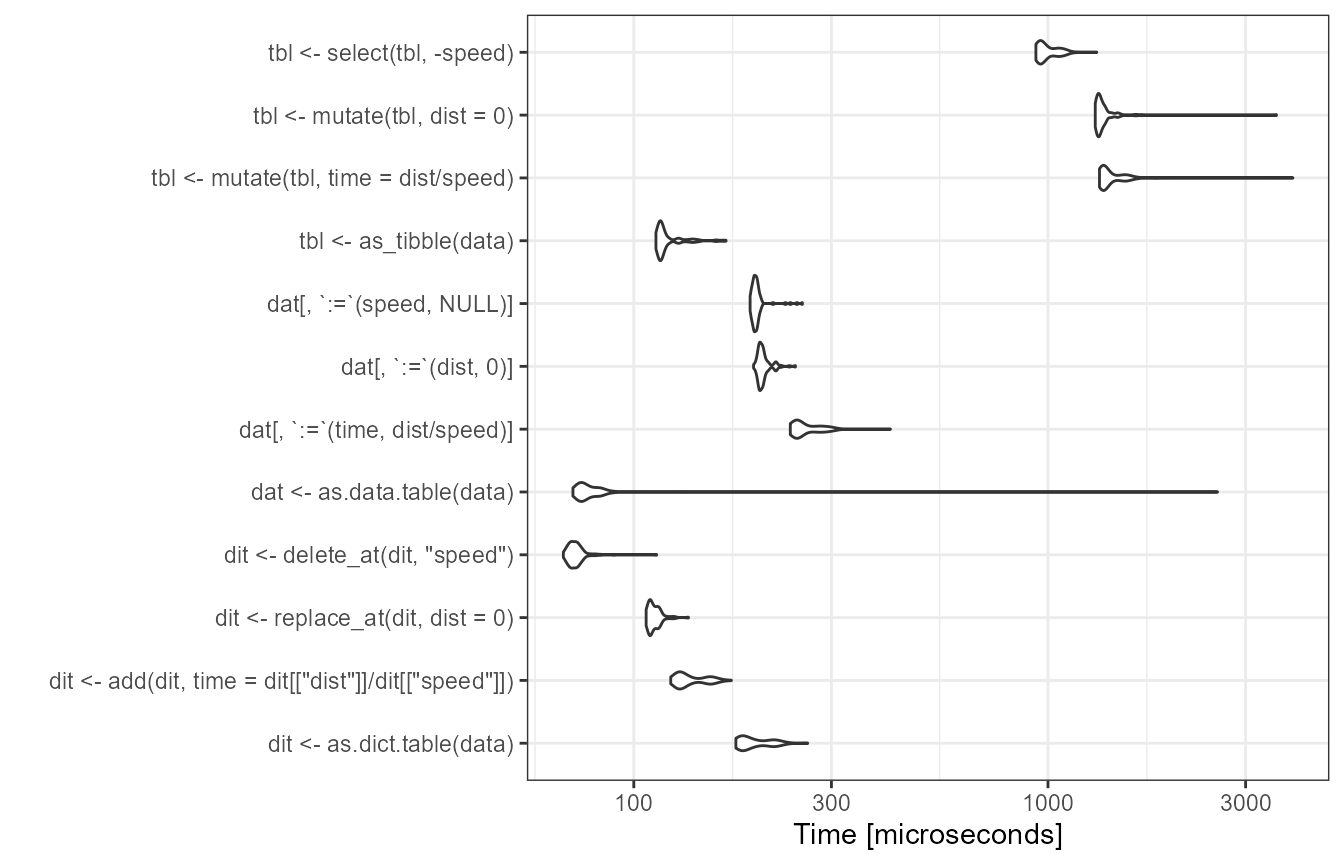 tbl <- select(tbl, -speed)
tbl <- mutate(tbl, dist = 0)
tbl <- mutate(tbl, time = dist/speed)
tbl <- as_tibble(data)
dat[, `:=`(speed, NULL)]
dat[, `:=`(dist, 0)]
dat[, `:=`(time, dist/speed)]
dat <- as.data.table(data)
dit <- delete_at(dit, "speed")
dit <- replace_at(dit, dist = 0)
dit <- add(dit, time = dit[["dist"]]/dit[["speed"]])
dit <- as.dict.table(data)
100 300 1000 3000
Time [microseconds]